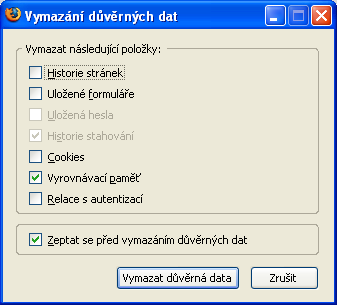 Vymazání důvěrných dat
Vymazat následující položky:
Historie stránek
Uložené formuláře
Uložená hesla
Historie stahování
Cookies
Vyrovnávací paměť
Relace s autentizací
Zeptat se před vymazáním důvěrných dat
Vymazat důvěrná data
Zrušit